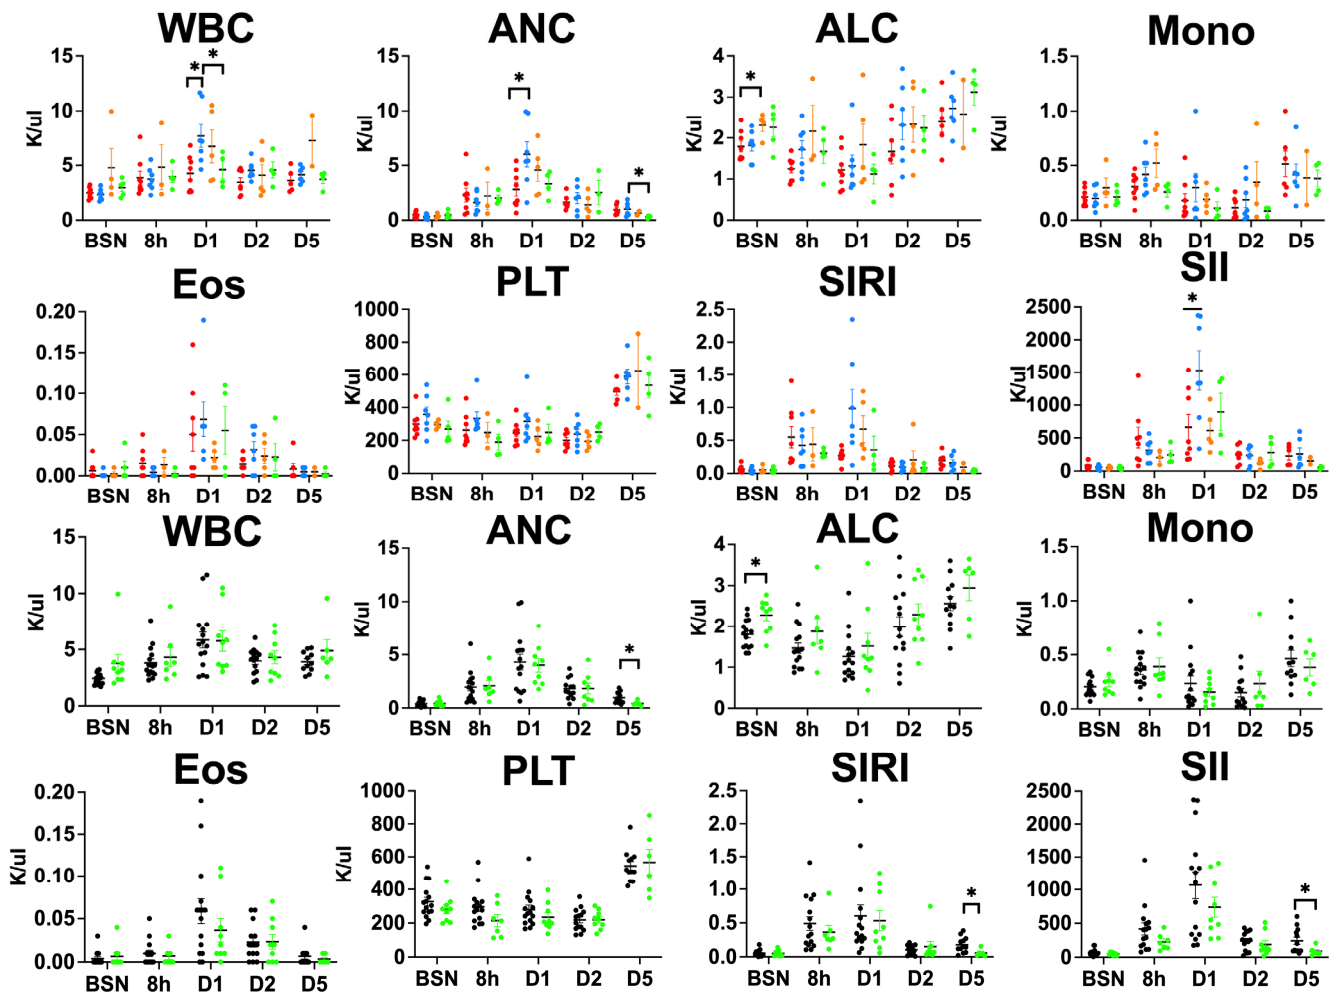 WBC ANC ALC Mono
15 15 4 1.5
* *
* * *
10 10 3 1.0
K/ul K/ul K/ul K/ul
2
5 5 0.5
1
*
0 0 0 0.0
BSN 8h D1 D2 D5 BSN 8h D1 D2 D5 BSN 8h D1 D2 D5 BSN 8h D1 D2 D5
Eos PLT SIRI SII
0.20 1000 2.5 2500
*
0.15 800 2.0 2000
K/ul K/ul K/ul K/ul
0.10 600 1.5 1500
400 1.0 1000
0.05 200 0.5 500
0.00 0 0.0 0
BSN 8h D1 D2 D5 BSN 8h D1 D2 D5 BSN 8h D1 D2 D5 BSN 8h D1 D2 D5
WBC ANC ALC Mono
15 15 4 1.5
*
10 10 3 1.0
K/ul K/ul K/ul K/ul
2
5 5 0.5
*
1
0 0 0 0.0
BSN 8h D1 D2 D5 BSN 8h D1 D2 D5 BSN 8h D1 D2 D5 BSN 8h D1 D2 D5
Eos PLT SIRI SII
0.20 1000 2.5 2500
0.15 800 2.0 2000
K/ul K/ul K/ul K/ul
0.10 600 1.5 1500
400 1.0 1000
* *
0.05 200 0.5 500
0.00 0 0.0 0
BSN 8h D1 D2 D5 BSN 8h D1 D2 D5 BSN 8h D1 D2 D5 BSN 8h D1 D2 D5